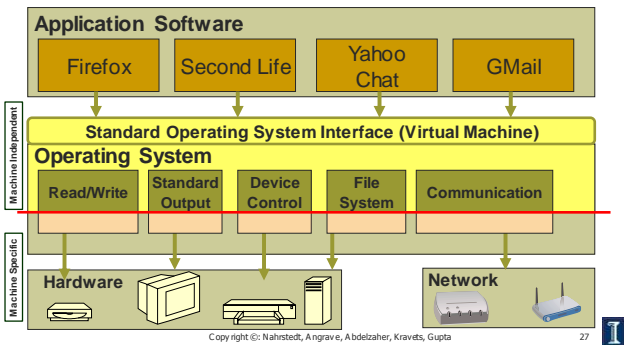 Application Software
Firefox
Second Life
Yahoo
Chat
GMail
Machine Independent
Standard Operating System Interface (Virtual Machine)
Operating System
Read/Write
Standard
Output
Device
Control
File
System
Communication
Machine Specific
Hardware
Network
Copyright ©: Nahrstedt, Angrave, Abdelzaher, Kravets, Gupta
27
I